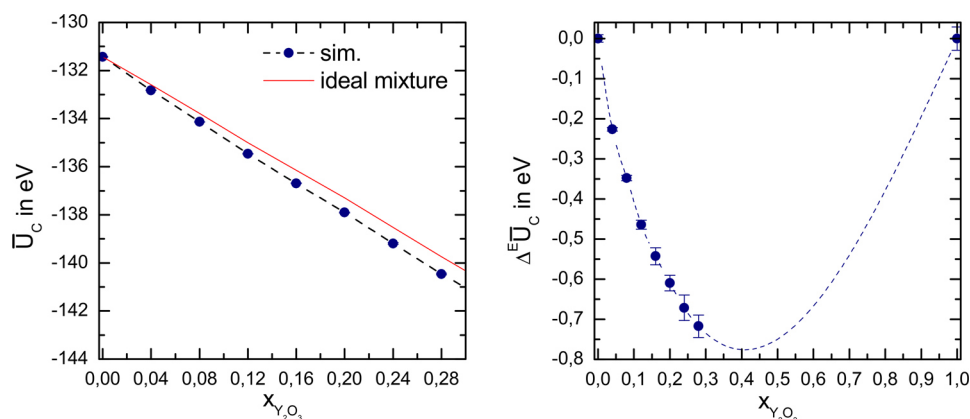 -130
-132
-134
-136
-138
-140
-142
-144
U̅_C in eV
sim.
ideal mixture
0,00 0,04 0,08 0,12 0,16 0,20 0,24 0,28
x_Y₂O₃
0,0
-0,1
-0,2
-0,3
-0,4
-0,5
-0,6
-0,7
-0,8
Δ^E U̅_C in eV
0,0 0,1 0,2 0,3 0,4 0,5 0,6 0,7 0,8 0,9 1,0
x_Y₂O₃